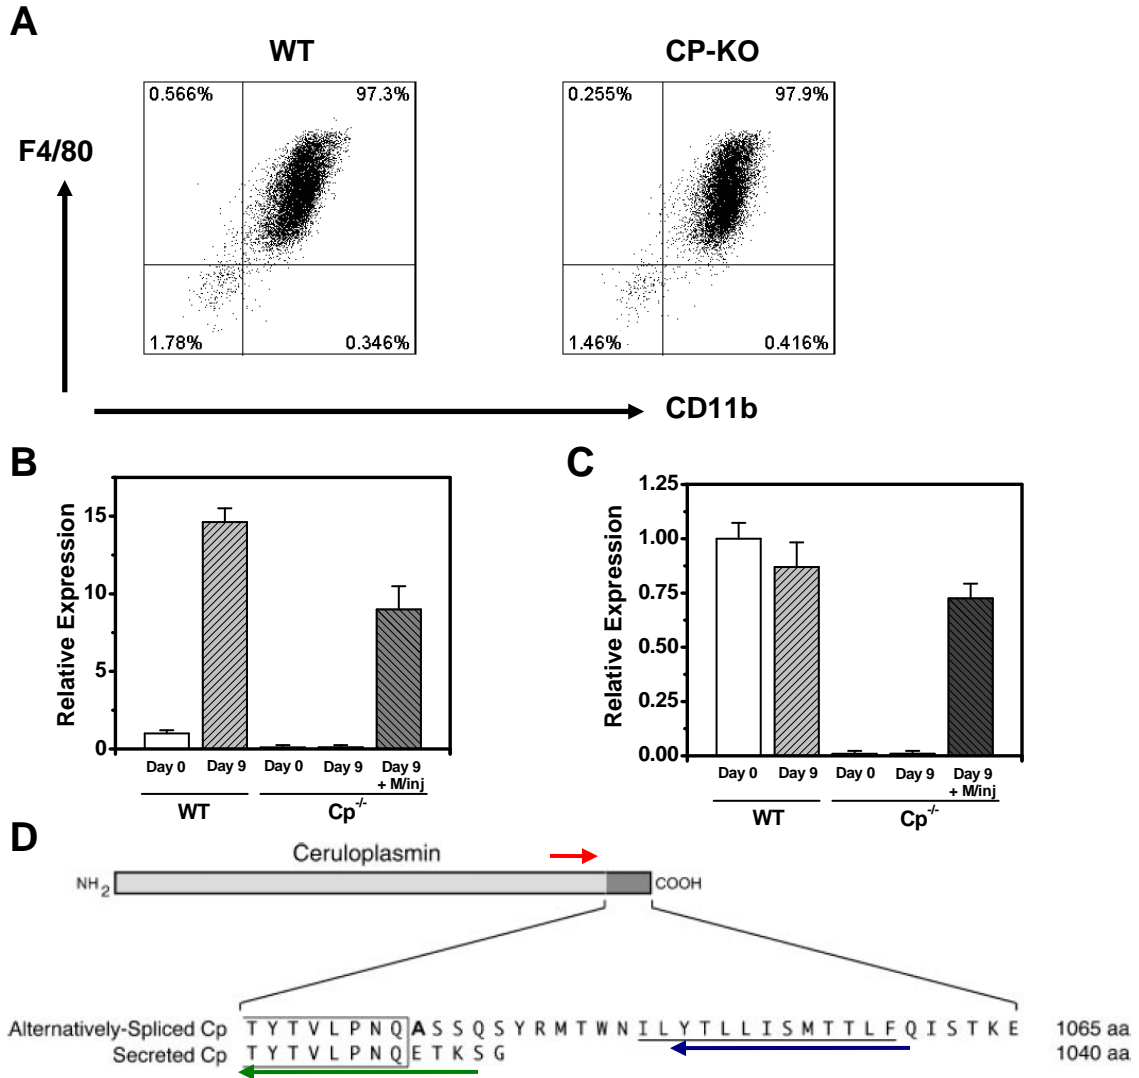 A
WT
CP-KO
0.566%
97.3%
0.255%
97.9%
F4/80
1.78%
0.346%
1.46%
0.416%
CD11b
B
Relative Expression
15
10
5
0
Day 0
Day 9
Day 0
Day 9
Day 9
+ M/inj
WT
Cp-/-
C
Relative Expression
1.25
1.00
0.75
0.50
0.25
0.00
Day 0
Day 9
Day 0
Day 9
Day 9
+ M/inj
WT
Cp-/-
D
Ceruloplasmin
NH2
COOH
Alternatively-Spliced Cp T Y T V L P N Q A S S Q S Y R M T W N I L Y T L L I S M T T L F Q I S T K E 1065 aa
Secreted Cp T Y T V L P N Q E T K S G 1040 aa